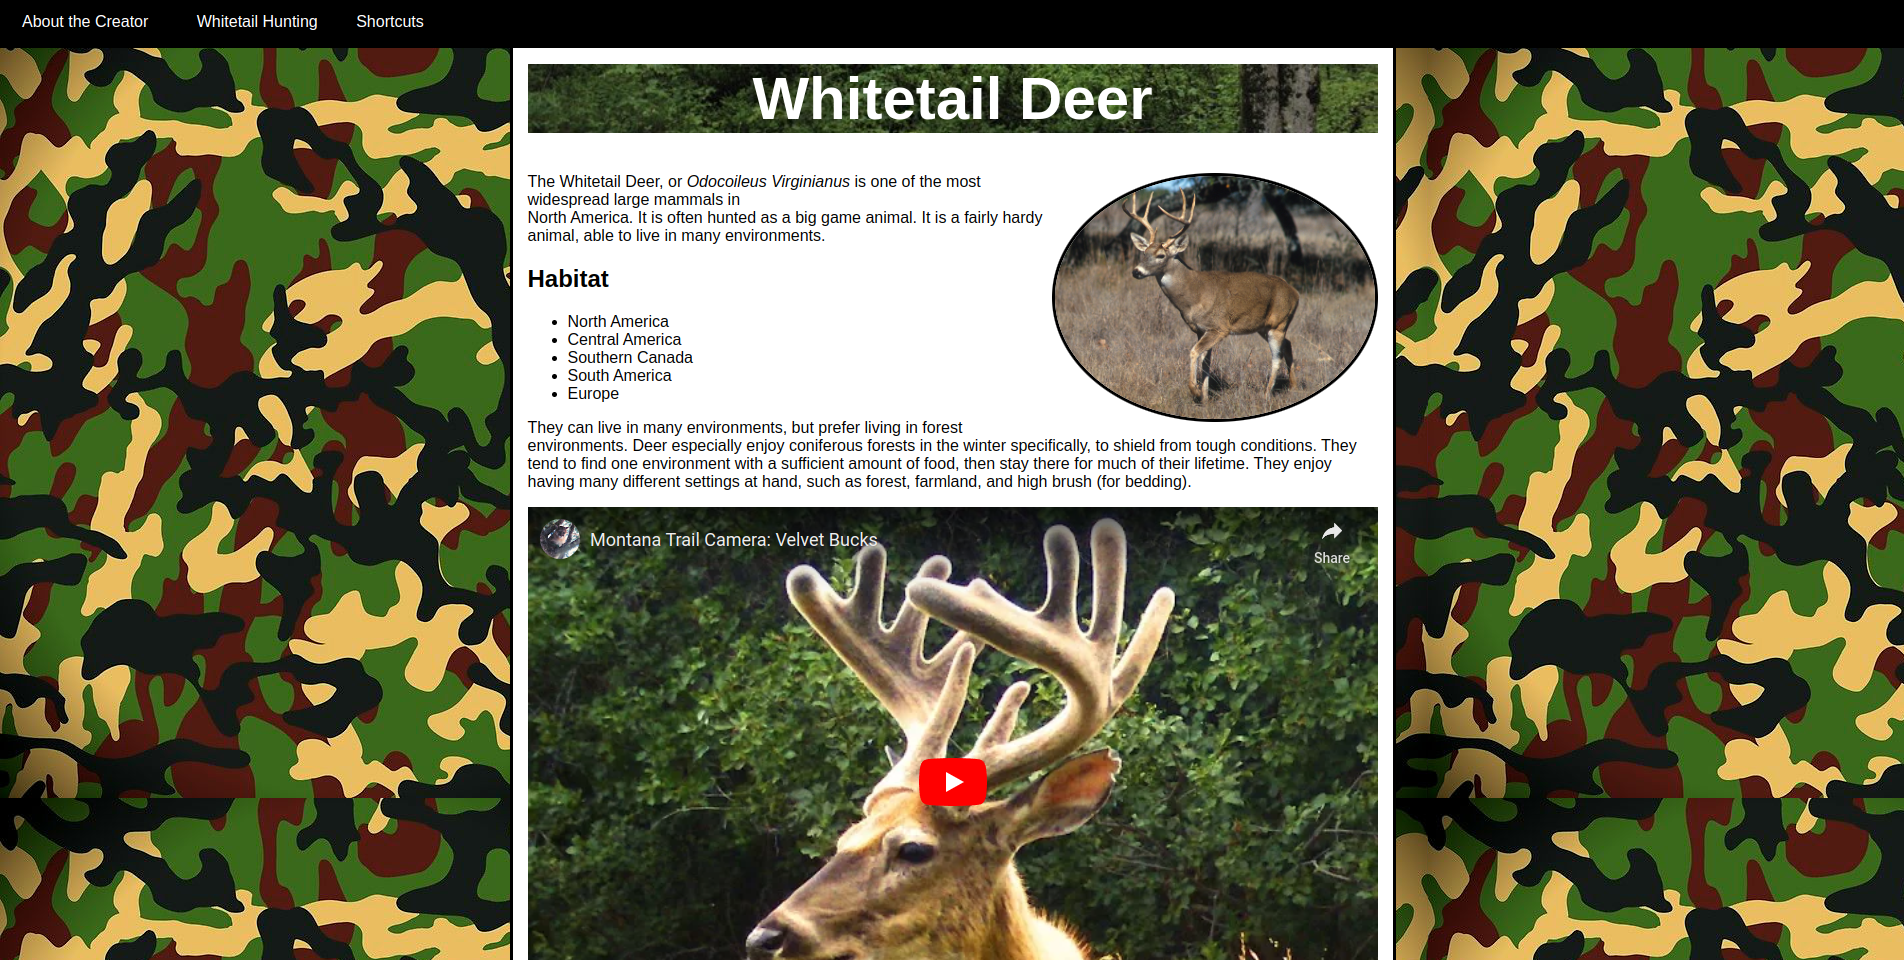 About the Creator
Whitetail Hunting
Shortcuts
Whitetail Deer
The Whitetail Deer, or Odocoileus Virginianus is one of the most
widespread large mammals in
North America. It is often hunted as a big game animal. It is a fairly hardy
animal, able to live in many environments.
Habitat
North America
Central America
Southern Canada
South America
Europe
They can live in many environments, but prefer living in forest
environments. Deer especially enjoy coniferous forests in the winter specifically, to shield from tough conditions. They
tend to find one environment with a sufficient amount of food, then stay there for much of their lifetime. They enjoy
having many different settings at hand, such as forest, farmland, and high brush (for bedding).
Montana Trail Camera: Velvet Bucks
Share